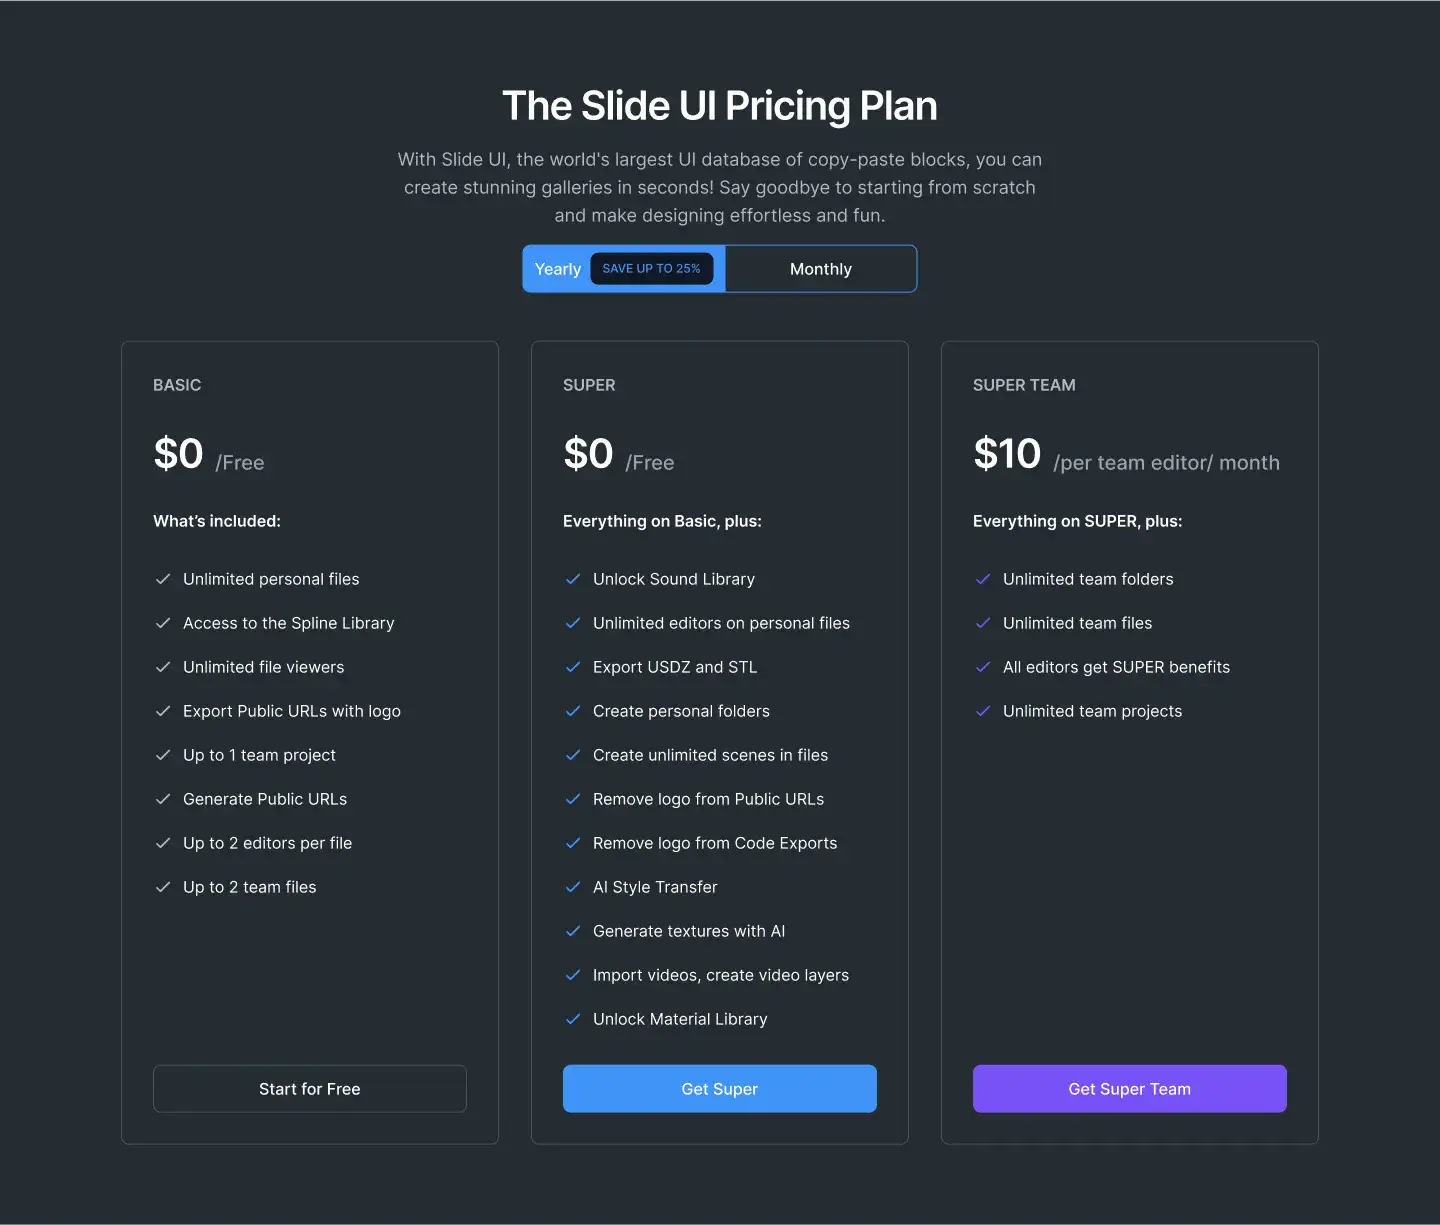 The Slide UI Pricing Plan
With Slide UI, the world's largest UI database of copy-paste blocks, you can
create stunning galleries in seconds! Say goodbye to starting from scratch
and make designing effortless and fun.
Yearly SAVE UP TO 25% Monthly
BASIC
$0 /Free
What’s included:
Unlimited personal files
Access to the Spline Library
Unlimited file viewers
Export Public URLs with logo
Up to 1 team project
Generate Public URLs
Up to 2 editors per file
Up to 2 team files
Start for Free
SUPER
$0 /Free
Everything on Basic, plus:
Unlock Sound Library
Unlimited editors on personal files
Export USDZ and STL
Create personal folders
Create unlimited scenes in files
Remove logo from Public URLs
Remove logo from Code Exports
AI Style Transfer
Generate textures with AI
Import videos, create video layers
Unlock Material Library
Get Super
SUPER TEAM
$10 /per team editor/ month
Everything on SUPER, plus:
Unlimited team folders
Unlimited team files
All editors get SUPER benefits
Unlimited team projects
Get Super Team